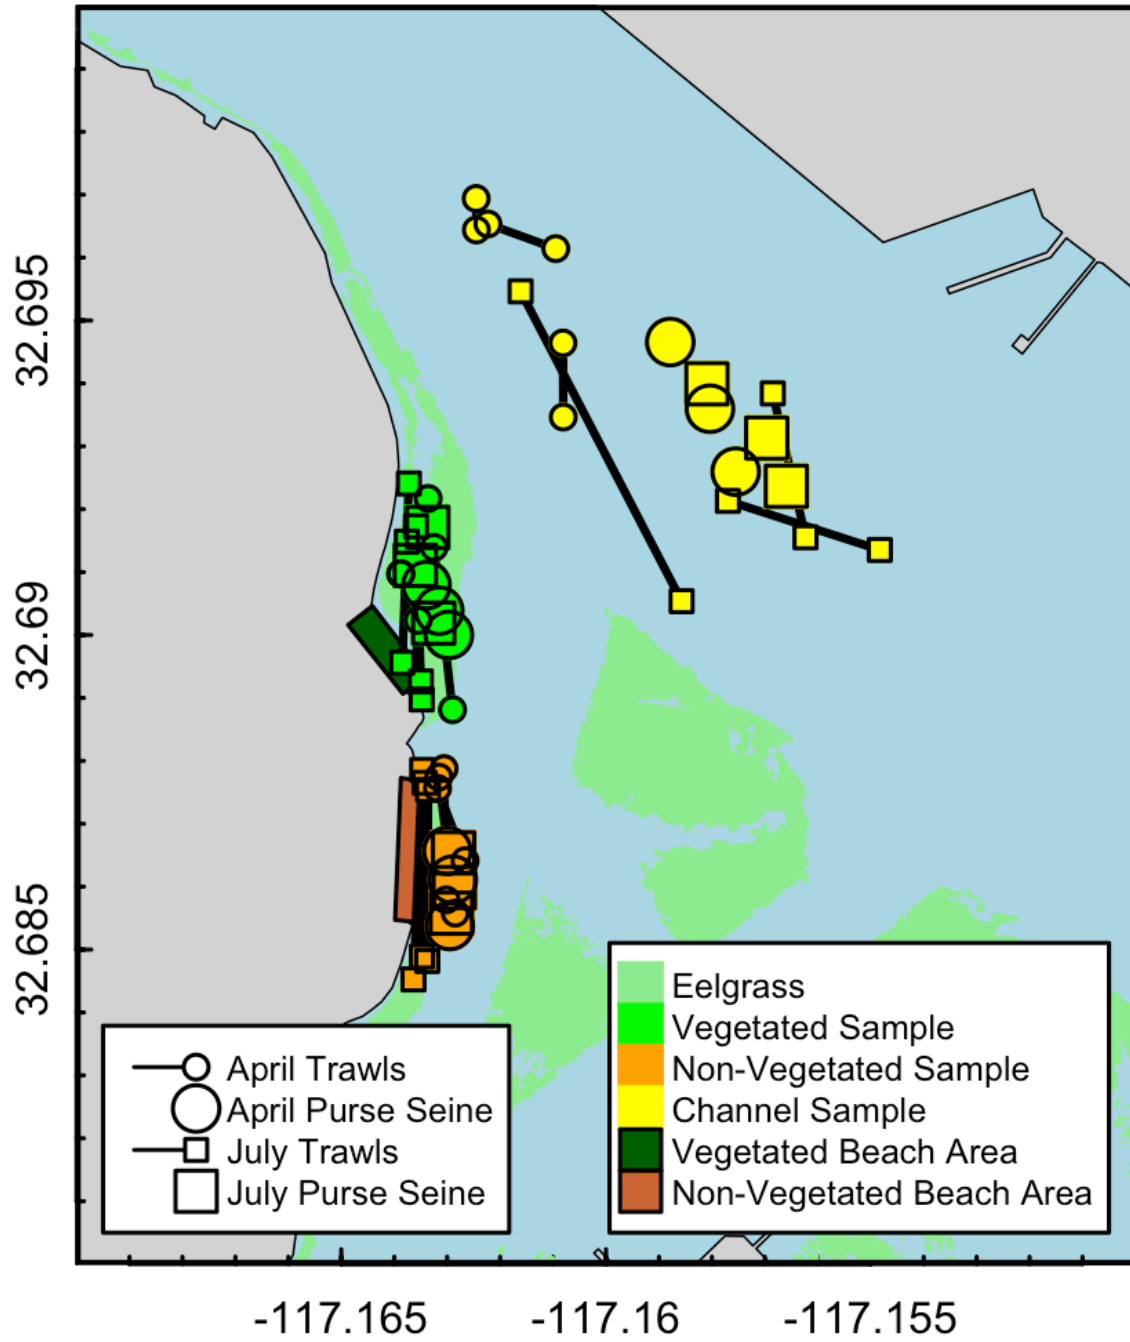 32.695
32.69
32.685
Eelgrass
Vegetated Sample
Non-Vegetated Sample
Channel Sample
Vegetated Beach Area
Non-Vegetated Beach Area
April Trawls
April Purse Seine
July Trawls
July Purse Seine
-117.165
-117.16
-117.155